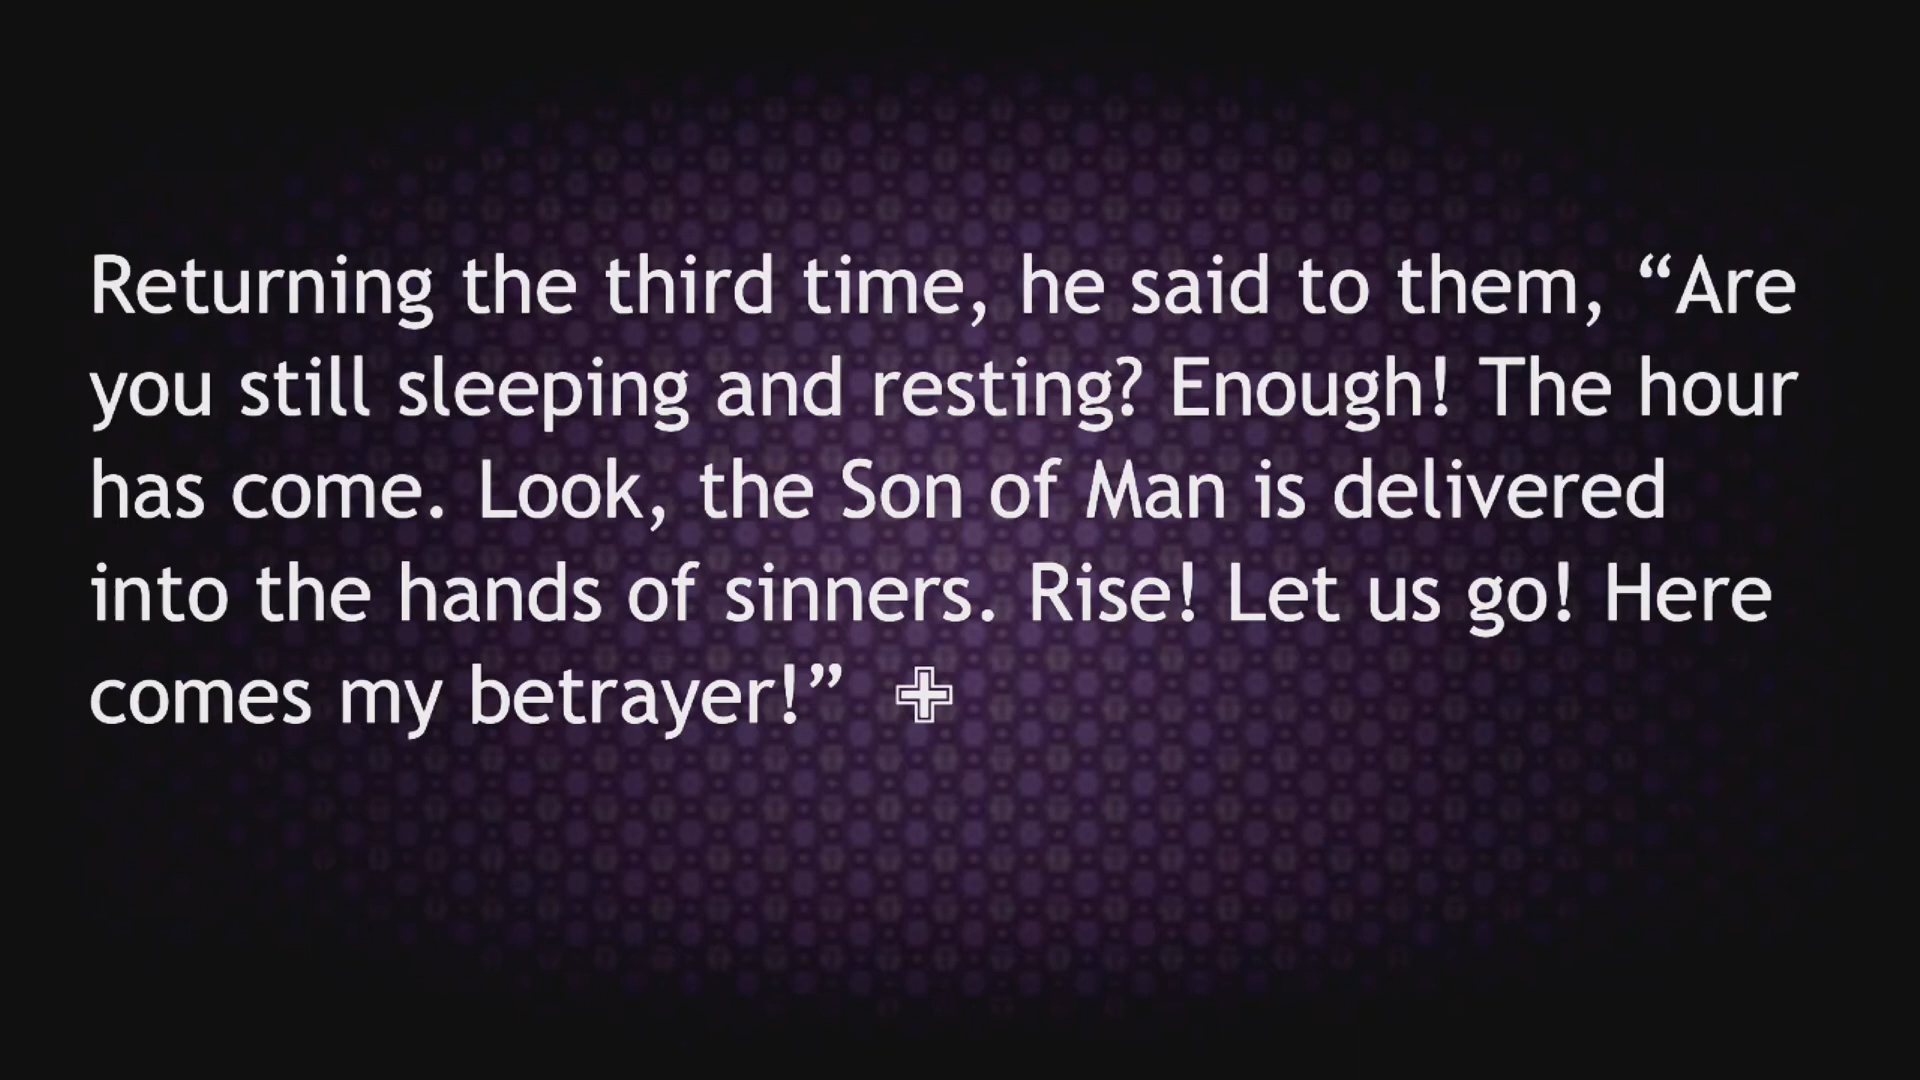 Returning the third time, he said to them, “Are
you still sleeping and resting? Enough! The hour
has come. Look, the Son of Man is delivered
into the hands of sinners. Rise! Let us go! Here
comes my betrayer!”